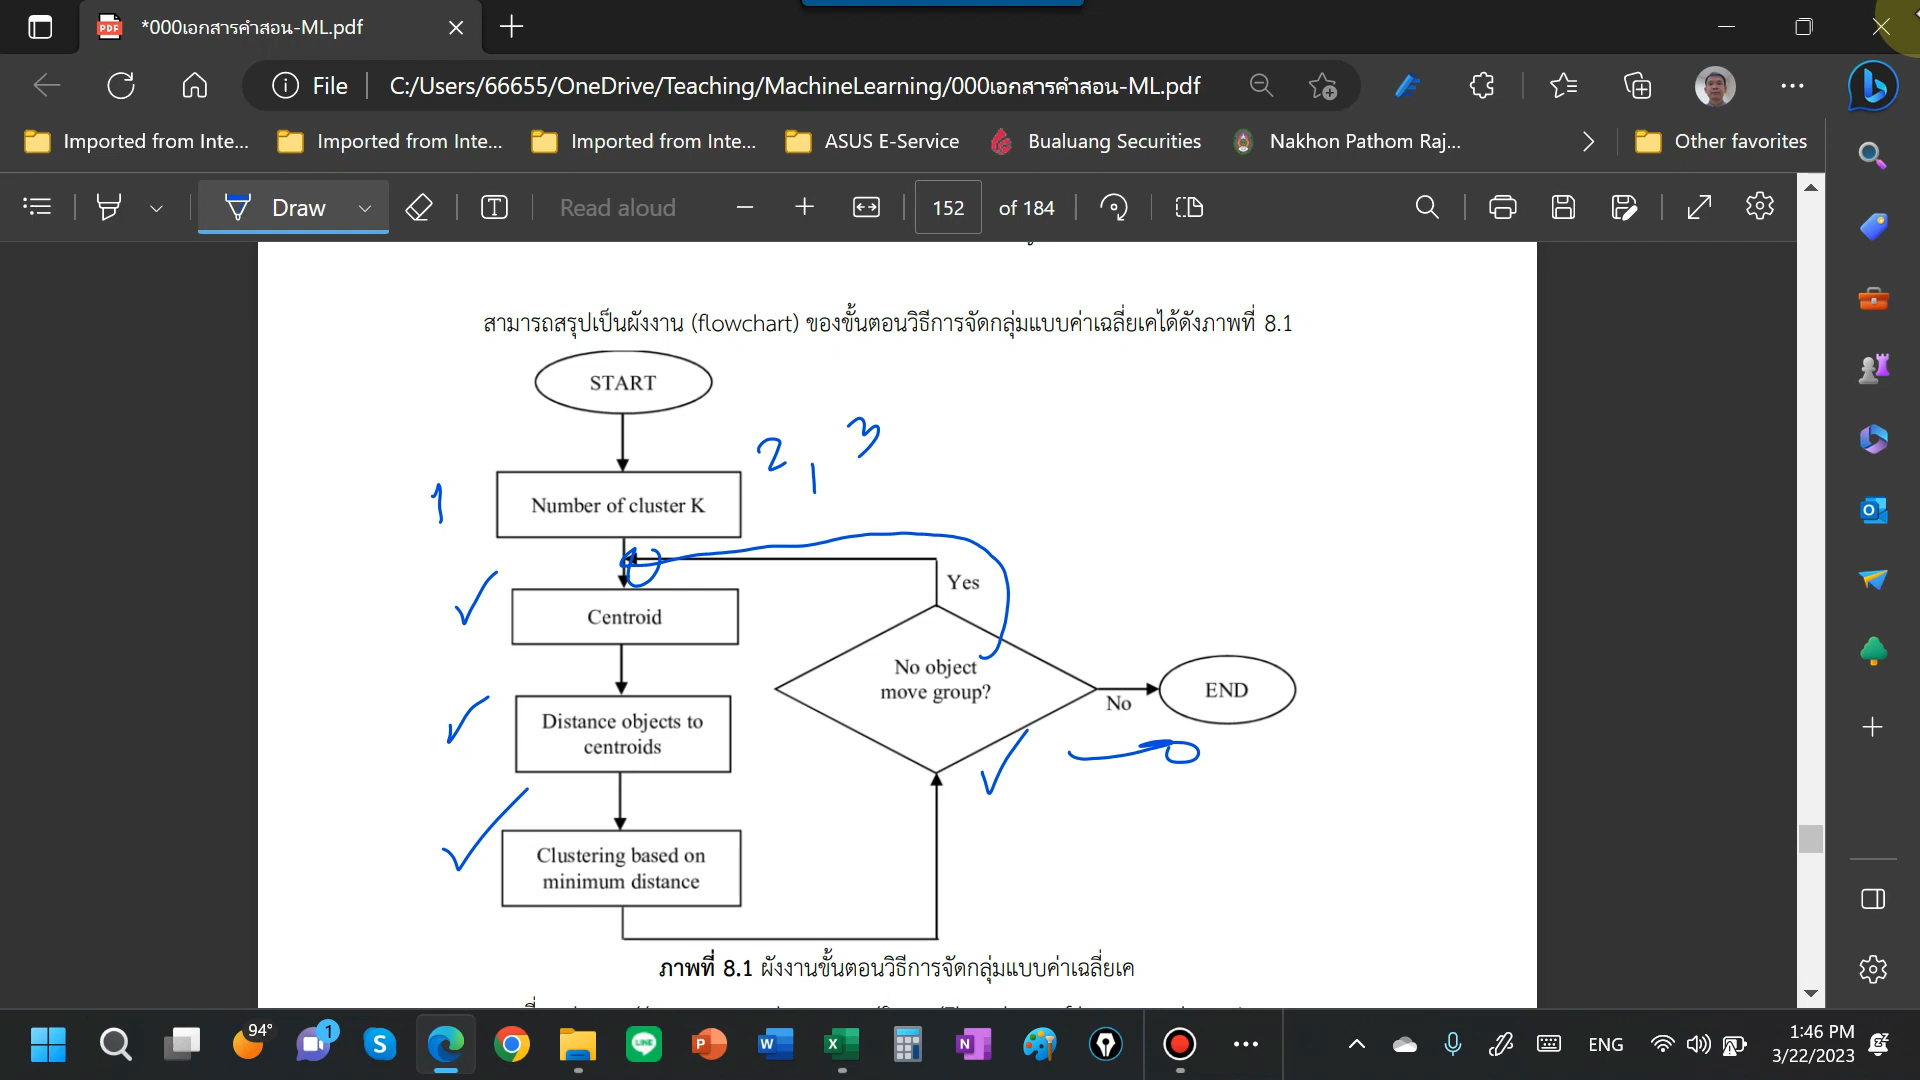 *000เอกสารคำสอน-ML.pdf
File
C:/Users/66655/OneDrive/Teaching/MachineLearning/000เอกสารคำสอน-ML.pdf
Imported from Inte...
Imported from Inte...
Imported from Inte...
ASUS E-Service
Bualuang Securities
Nakhon Pathom Raj...
Other favorites
Draw
Read aloud
152
of 184
สามารถสรุปเป็นผังงาน (flowchart) ของขั้นตอนวิธีการจัดกลุ่มแบบค่าเฉลี่ยเคได้ดังภาพที่ 8.1
START
2, 3
1
Number of cluster K
Yes
Centroid
No object
move group?
No
END
Distance objects to
centroids
Clustering based on
minimum distance
ภาพที่ 8.1 ผังงานขั้นตอนวิธีการจัดกลุ่มแบบค่าเฉลี่ยเค
94°
1
ENG
1:46 PM
3/22/2023